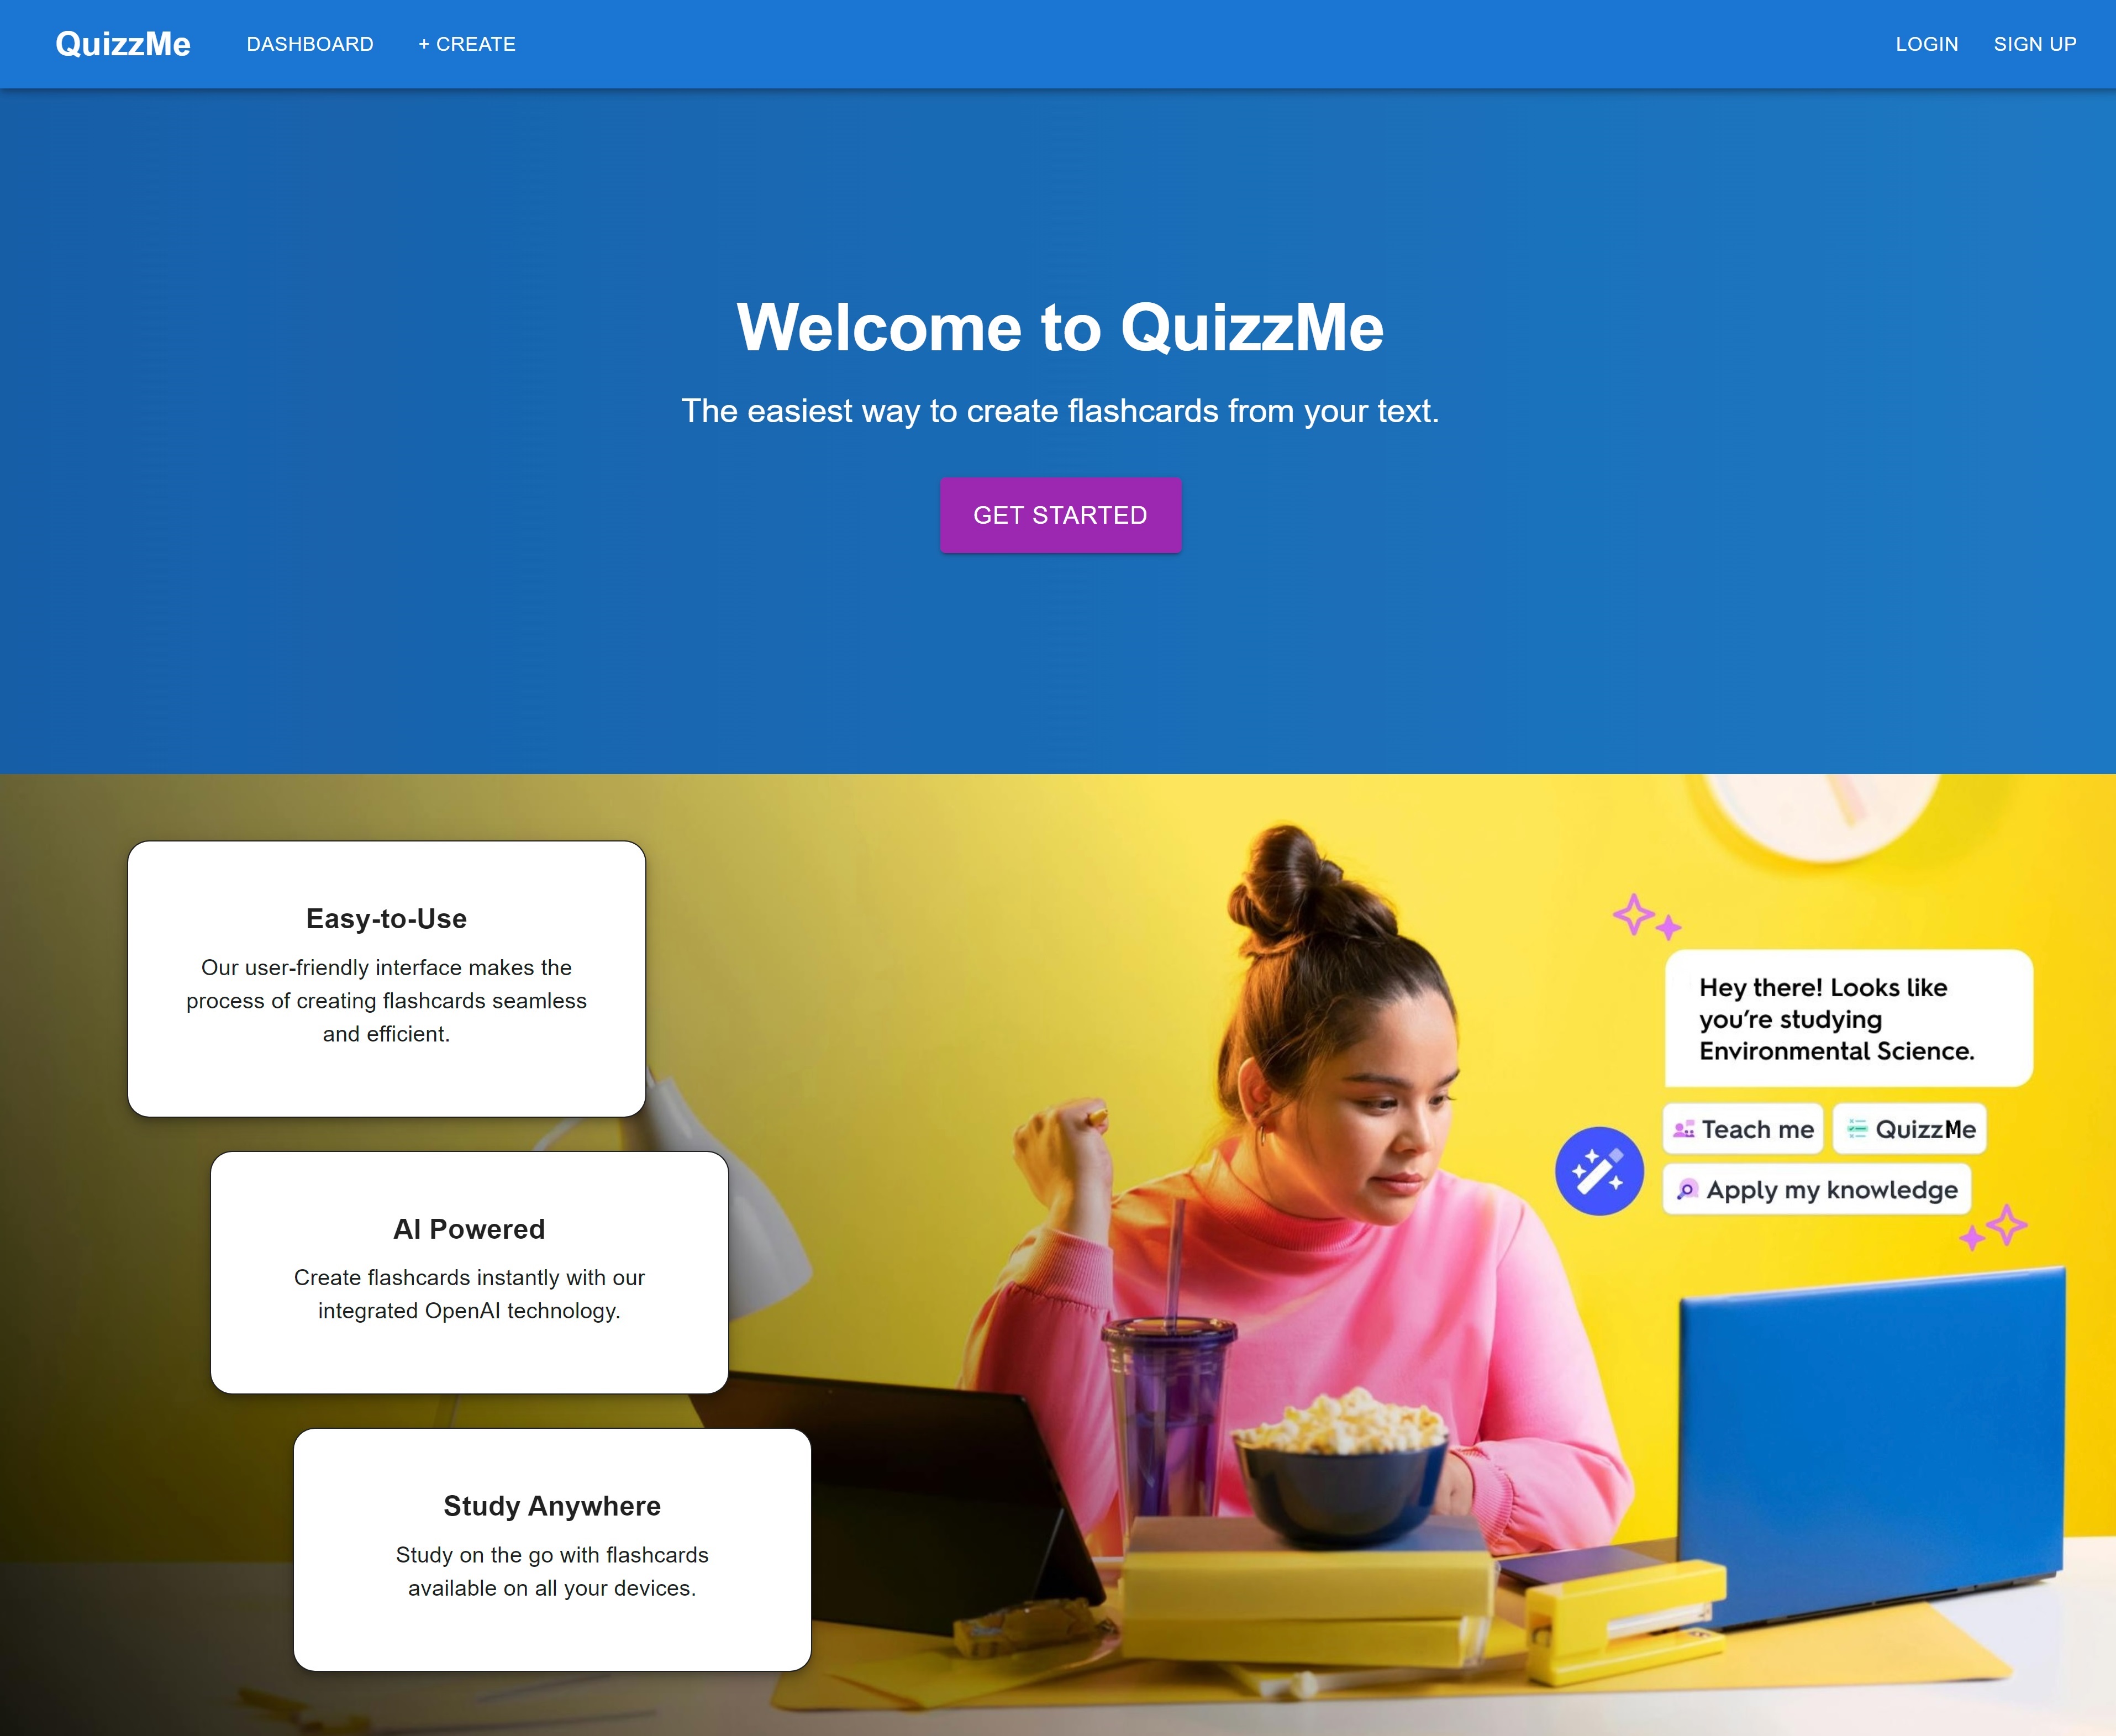 QuizzMe DASHBOARD + CREATE LOGIN SIGN UP
Welcome to QuizzMe
The easiest way to create flashcards from your text.
GET STARTED
Easy-to-Use
Our user-friendly interface makes the
process of creating flashcards seamless
and efficient.
AI Powered
Create flashcards instantly with our
integrated OpenAI technology.
Study Anywhere
Study on the go with flashcards
available on all your devices.
Hey there! Looks like
you’re studying
Environmental Science.
Teach me QuizzMe
Apply my knowledge